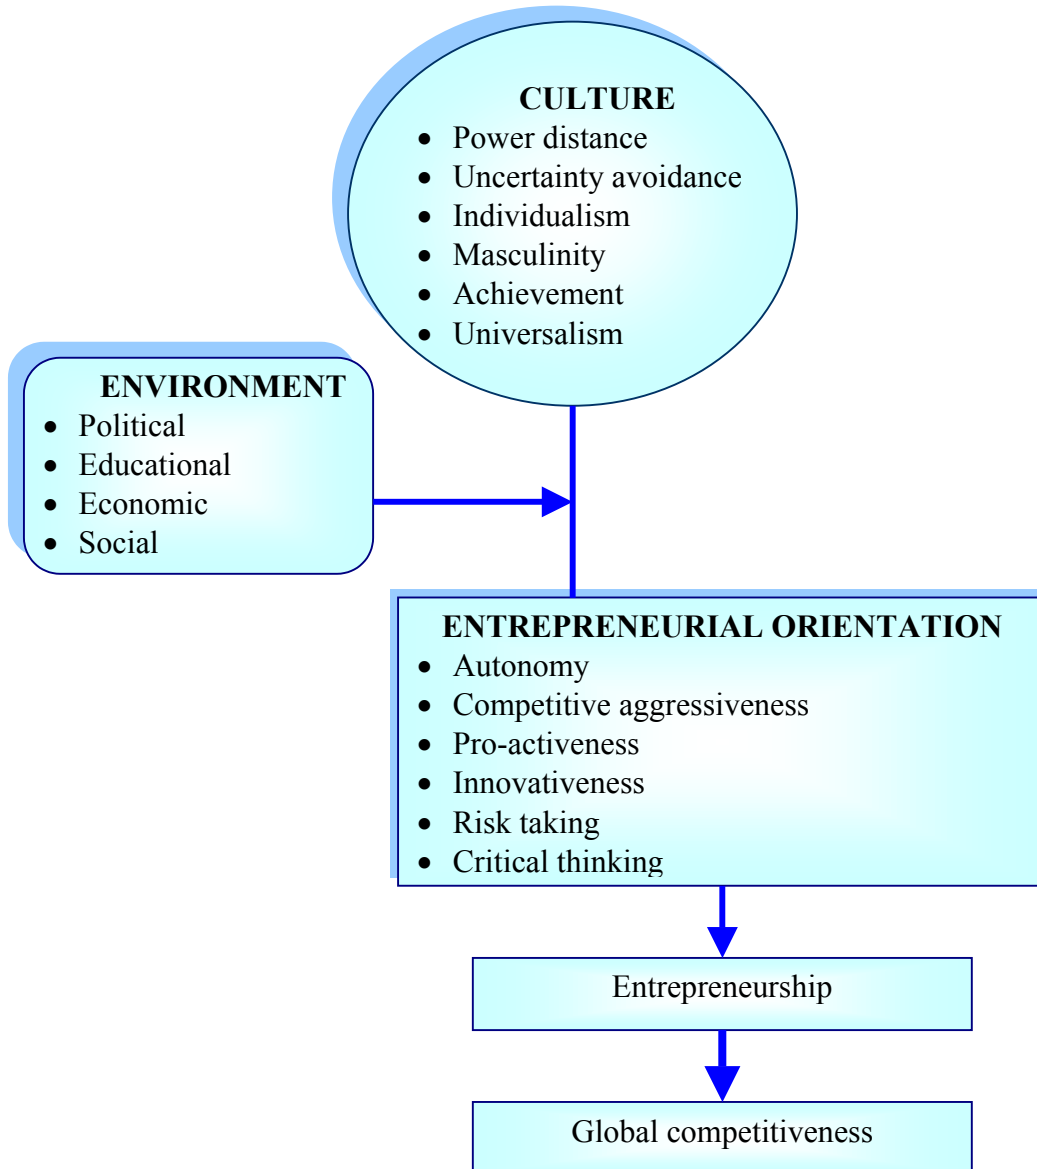 CULTURE
• Power distance
• Uncertainty avoidance
• Individualism
• Masculinity
• Achievement
• Universalism
ENVIRONMENT
• Political
• Educational
• Economic
• Social
ENTREPRENEURIAL ORIENTATION
• Autonomy
• Competitive aggressiveness
• Pro-activeness
• Innovativeness
• Risk taking
• Critical thinking
Entrepreneurship
Global competitiveness